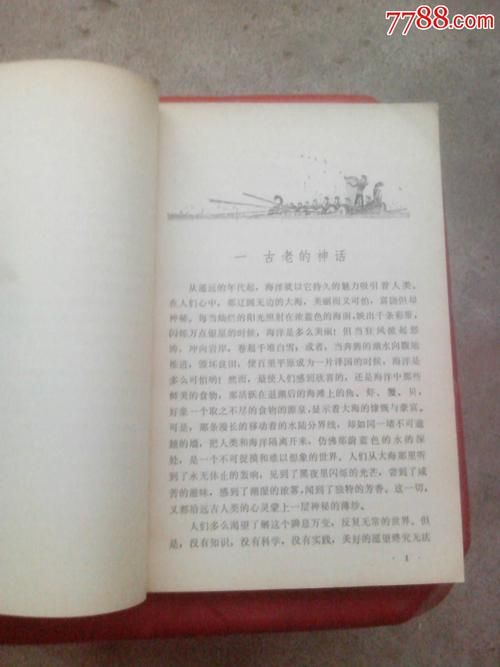 7788.com
一 古老的神话
从遥远的年代起，海洋就以它持久的魅力吸引着人类。
在人们心中，那辽阔无边的大海，美丽而又可怕，富饶但却
神秘。每当灿烂的阳光照射在浓蓝色的海面，映出千条彩带，
闪烁万点银星的时候，海洋是多么美丽！但当狂风掀起怒
涛，冲向岩岸，卷起千堆白雪；或者，当奔腾的潮水向腹地
推进，毁坏良田，使百里平原成为一片泽国的时候，海洋是
多么可怕啊！然而，最使人们感到欣喜的，还是海洋中那些
鲜美的食物，那活跃在退潮后的海滩上的鱼、虾、蟹、贝，
好象一个取之不尽的食物的源泉，显示着大海的慷慨与豪富。
可是，那条漫长的移动着的水陆分界线，却如同一堵不可逾
越的墙，把人类和海洋隔离开来，仿佛那蔚蓝色的水的深
处，是一个不可捉摸和难以想象的世界。人们从大海那里听
到了永无休止的轰响，见到了黑夜里闪烁的光芒，尝到了咸
苦的滋味，感到了潮湿的浓雾，闻到了独特的芳香。这一切，
又都给远古人类的心灵蒙上一层神秘的薄纱。
人们多么渴望了解这个瞬息万变，反复无常的世界。但
是，没有知识，没有科学，没有实践，美好的愿望终究无法
· 1 ·